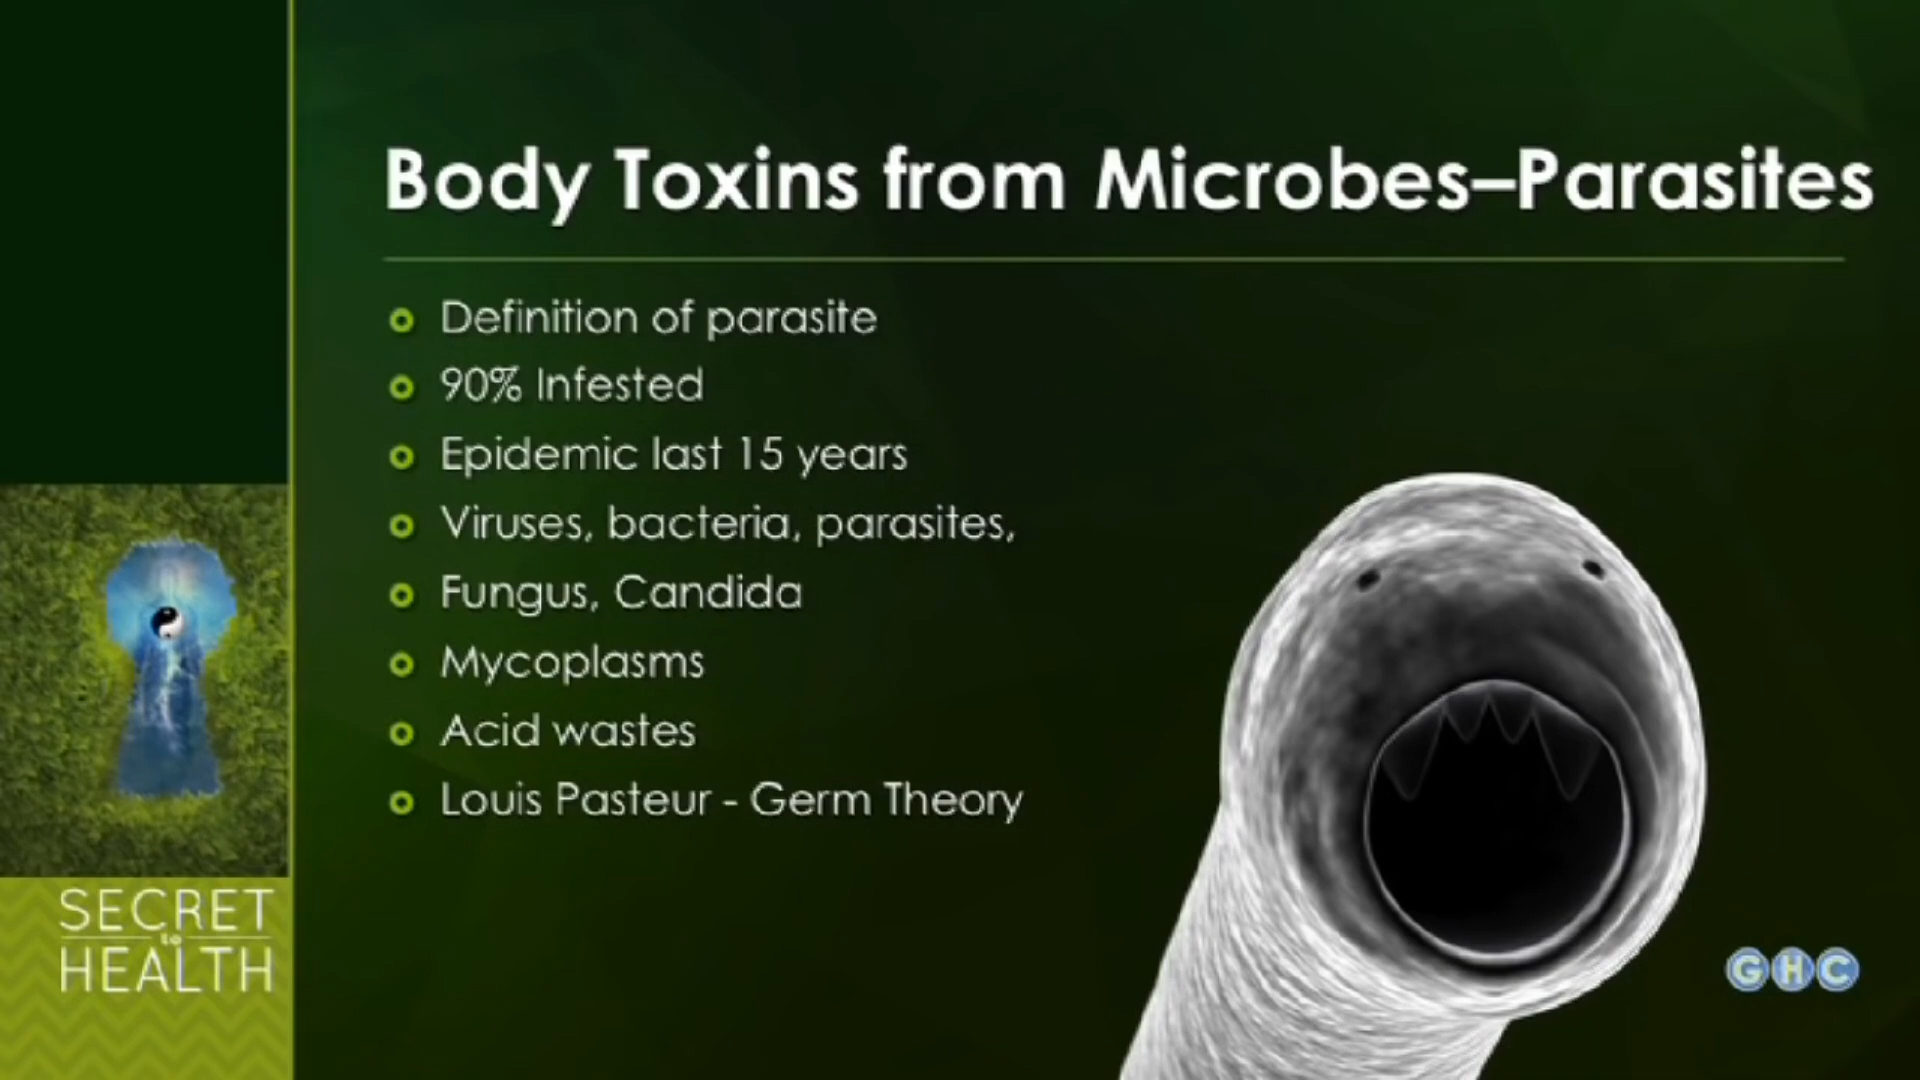 Body Toxins from Microbes–Parasites
Definition of parasite
90% Infested
Epidemic last 15 years
Viruses, bacteria, parasites,
Fungus, Candida
Mycoplasms
Acid wastes
Louis Pasteur - Germ Theory
SECRET
to
HEALTH
GHC